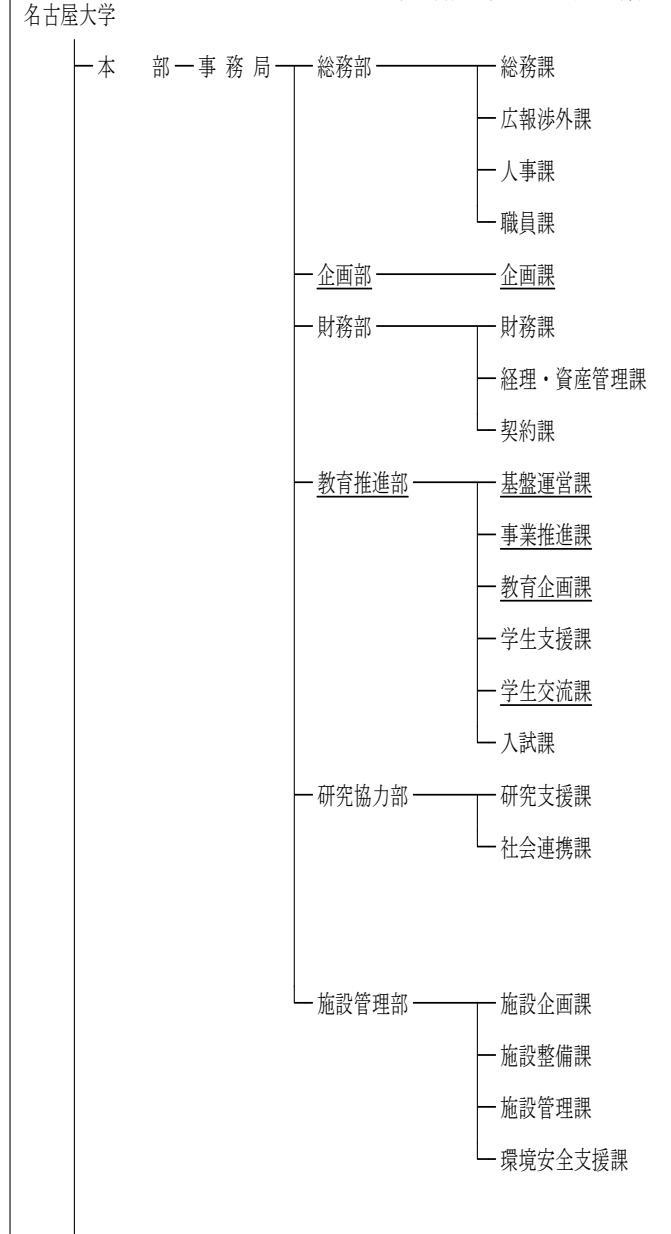 名古屋大学
本 部 事 務 局 総務部 総務課
広報渉外課
人事課
職員課
企画部 企画課
財務部 財務課
経理・資産管理課
契約課
教育推進部 基盤運営課
事業推進課
教育企画課
学生支援課
学生交流課
入試課
研究協力部 研究支援課
社会連携課
施設管理部 施設企画課
施設整備課
施設管理課
環境安全支援課